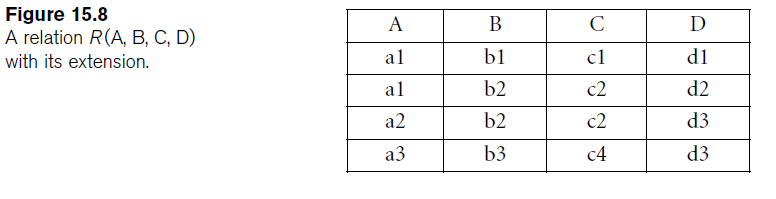 Figure 15.8
A relation R(A, B, C, D)
with its extension.
A B C D
a1 b1 c1 d1
a1 b2 c2 d2
a2 b2 c2 d3
a3 b3 c4 d3